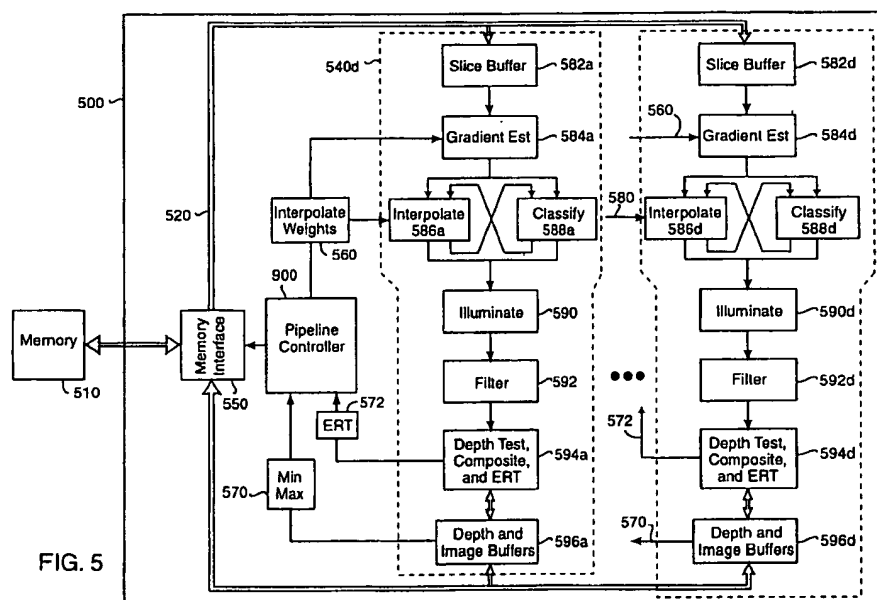 500
540d
Slice Buffer
582a
Slice Buffer
582d
Gradient Est
584a
560
Gradient Est
584d
520
Interpolate
Weights
560
Interpolate
586a
Classify
588a
580
Interpolate
586d
Classify
588d
900
Memory
510
Memory
Interface
550
Pipeline
Controller
Illuminate
590
Illuminate
590d
Filter
592
Filter
592d
572
ERT
572
Depth Test,
Composite,
and ERT
594a
Depth Test,
Composite,
and ERT
594d
570
Min
Max
570
Depth and
Image Buffers
596a
Depth and
Image Buffers
596d
FIG. 5